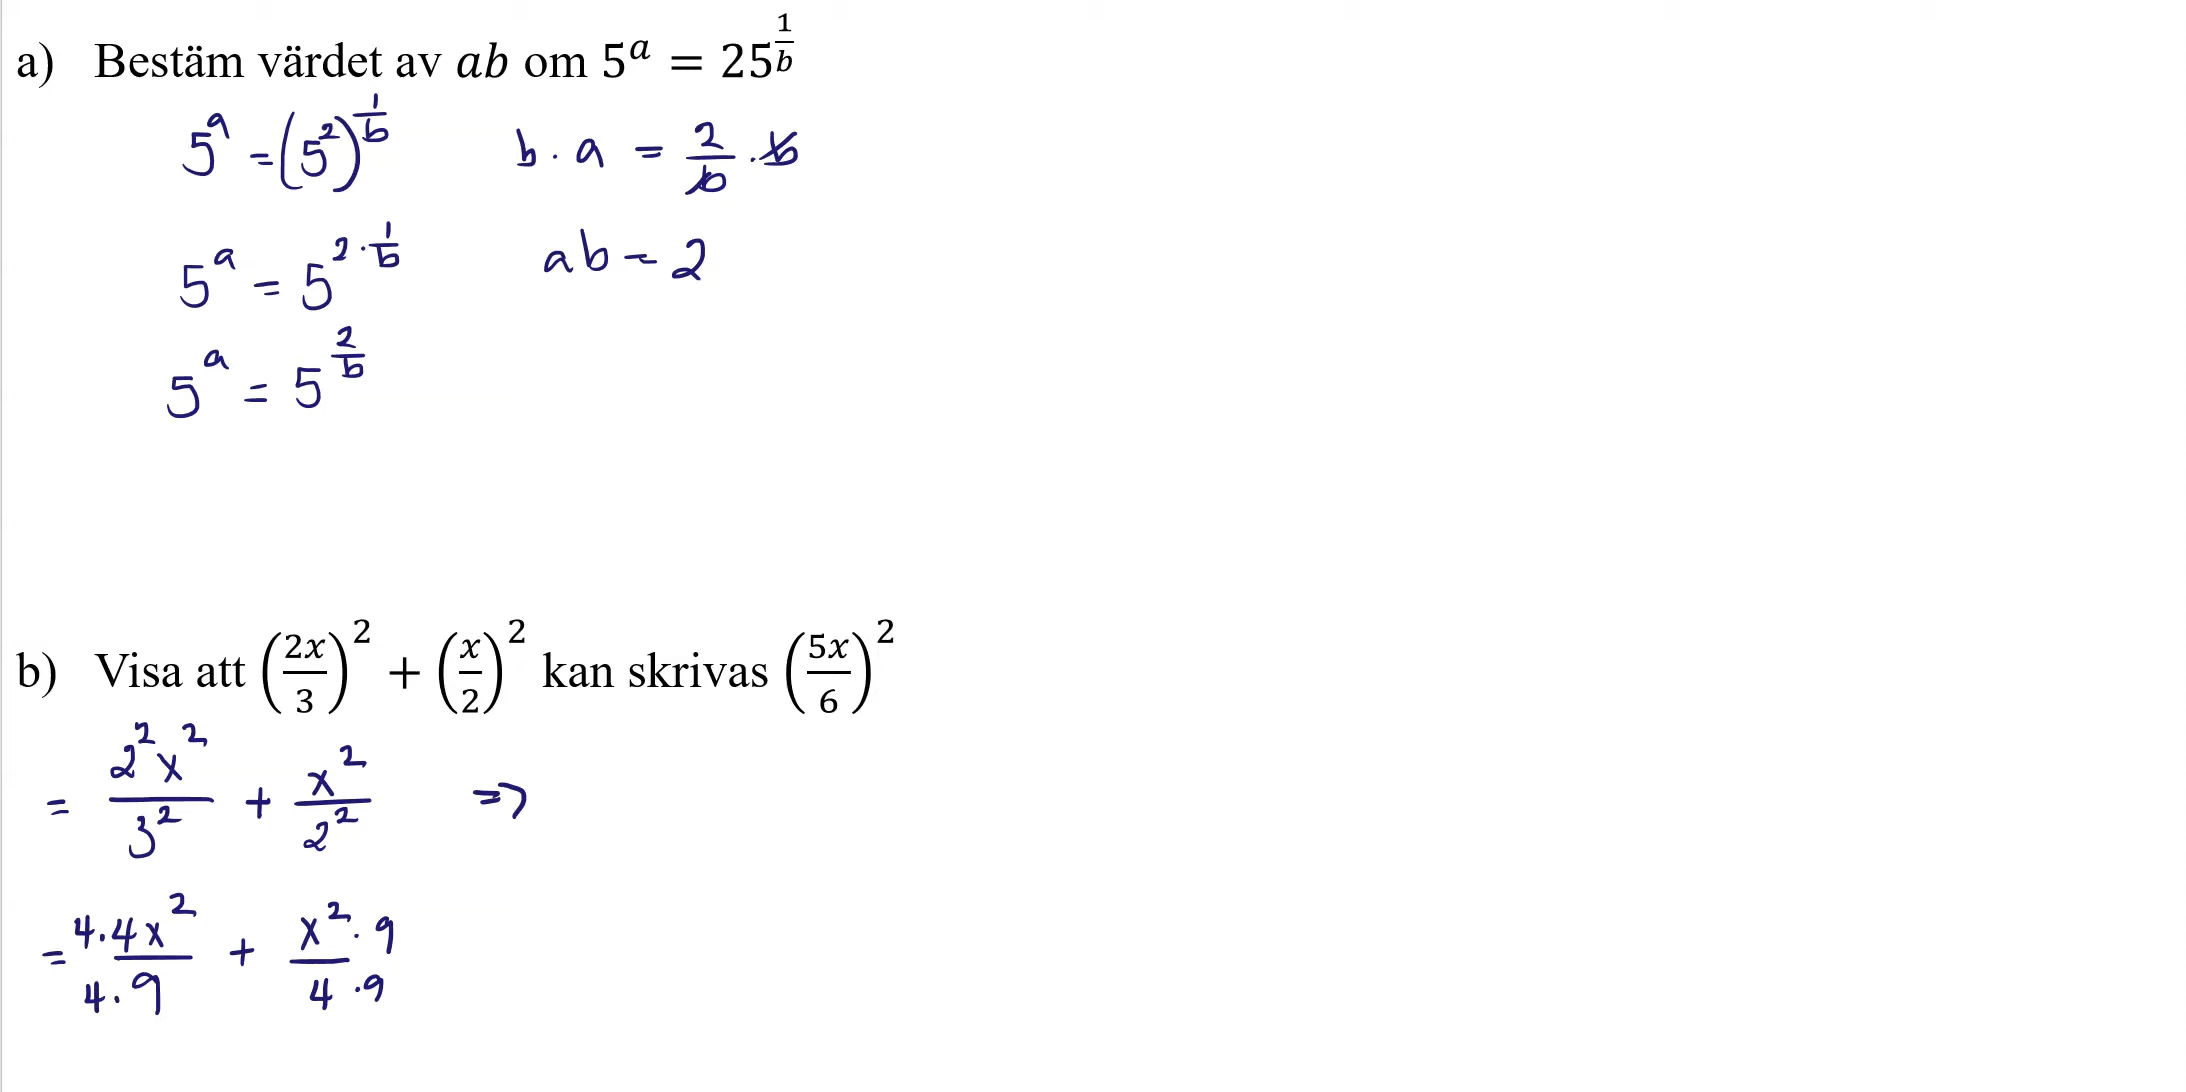 a) Bestäm värdet av ab om 5^a = 25^(1/b)
5^a = (5^2)^(1/b)
5^a = 5^(2·1/b)
5^a = 5^(2/b)
b · a = 2/b · b
ab = 2
b) Visa att (2x/3)^2 + (x/2)^2 kan skrivas (5x/6)^2
= 2^2x^2/3^2 + x^2/2^2 =>
= 4·4x^2/4·9 + x^2·9/4·9